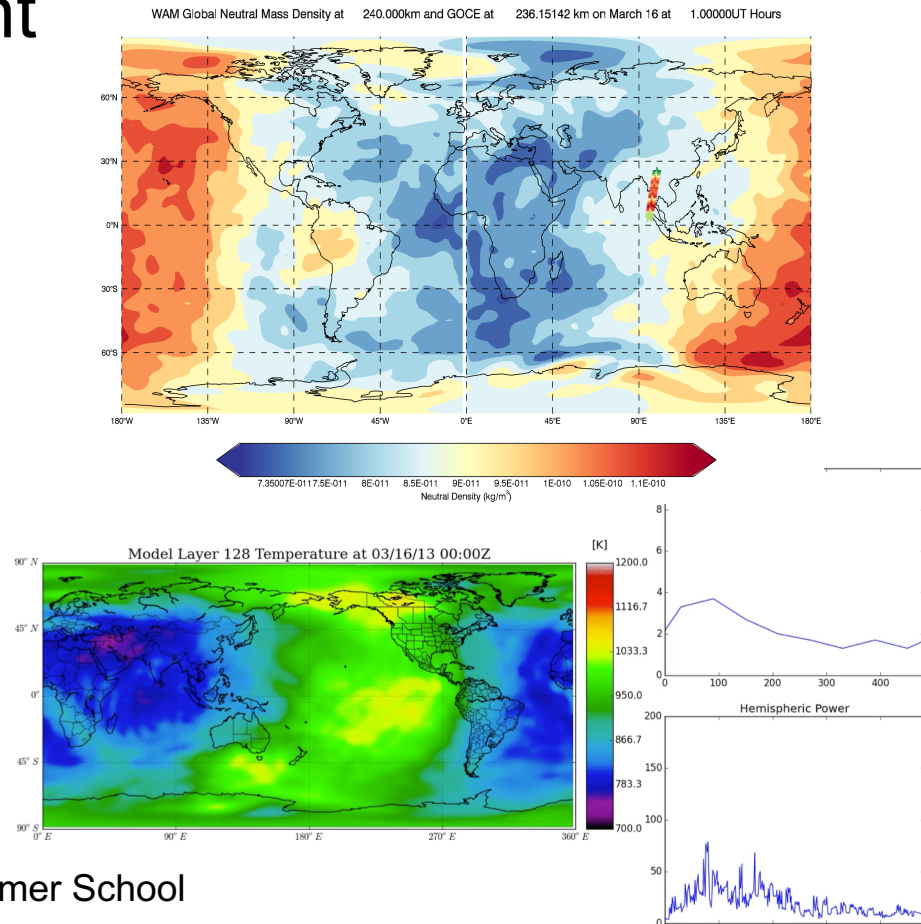 nt
WAM Global Neutral Mass Density at 240.000km and GOCE at 236.15142 km on March 16 at 1.00000UT Hours
60°N
30°N
0°N
30°S
60°S
180°W 135°W 90°W 45°W 0°E 45°E 90°E 135°E 180°E
7.35007E-011 7.5E-011 8E-011 8.5E-011 9E-011 9.5E-011 1E-010 1.05E-010 1.1E-010
Neutral Density (kg/m³)
Model Layer 128 Temperature at 03/16/13 00:00Z
90° N
45° N
0°
45° S
90° S
0° E 90° E 180° E 270° E 360° E
[K]
1200.0
1116.7
1033.3
950.0
866.7
783.3
700.0
8
6
4
2
0
0 100 200 300 400
Hemispheric Power
200
150
100
50
0
mer School